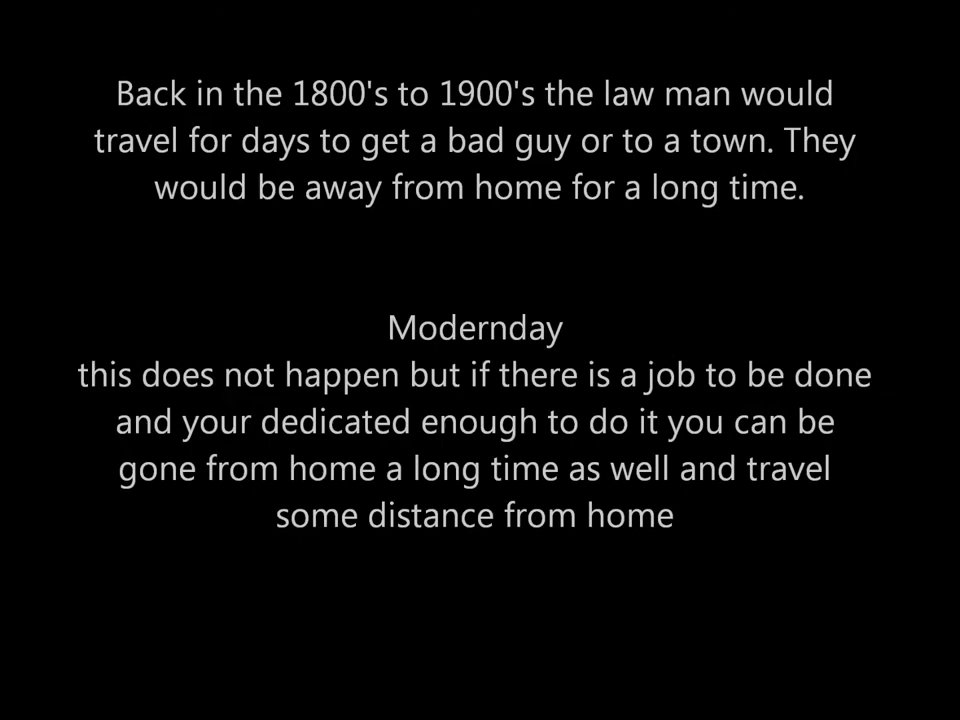 Back in the 1800's to 1900's the law man would
travel for days to get a bad guy or to a town. They
would be away from home for a long time.
Modernday
this does not happen but if there is a job to be done
and your dedicated enough to do it you can be
gone from home a long time as well and travel
some distance from home